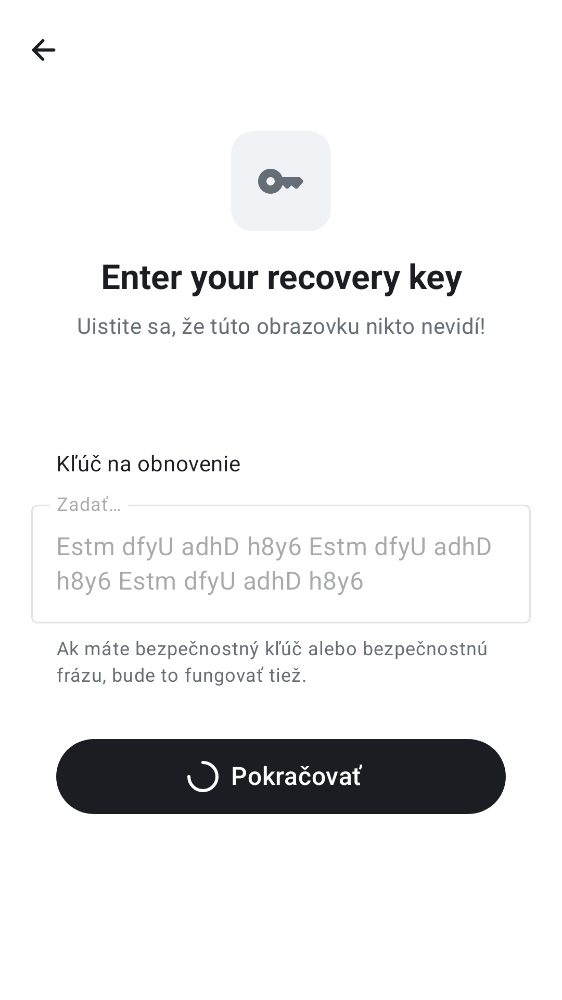 Enter your recovery key
Uistite sa, že túto obrazovku nikto nevidí!
Kľúč na obnovenie
Zadať…
Estm dfyU adhD h8y6 Estm dfyU adhD
h8y6 Estm dfyU adhD h8y6
Ak máte bezpečnostný kľúč alebo bezpečnostnú
frázu, bude to fungovať tiež.
Pokračovať